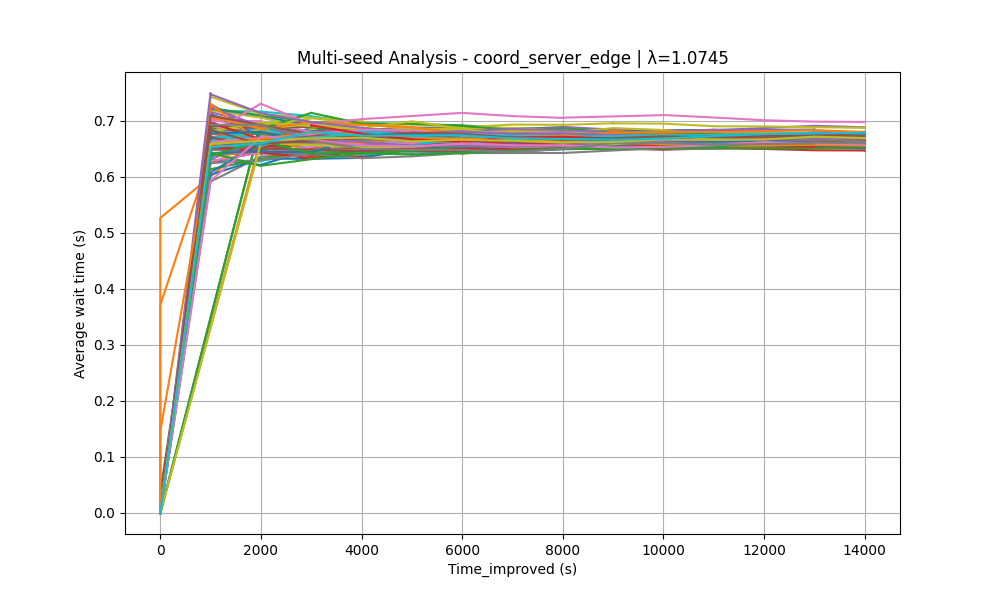 Multi-seed Analysis - coord_server_edge | λ=1.0745
Average wait time (s)
0.7
0.6
0.5
0.4
0.3
0.2
0.1
0.0
0 2000 4000 6000 8000 10000 12000 14000
Time_improved (s)